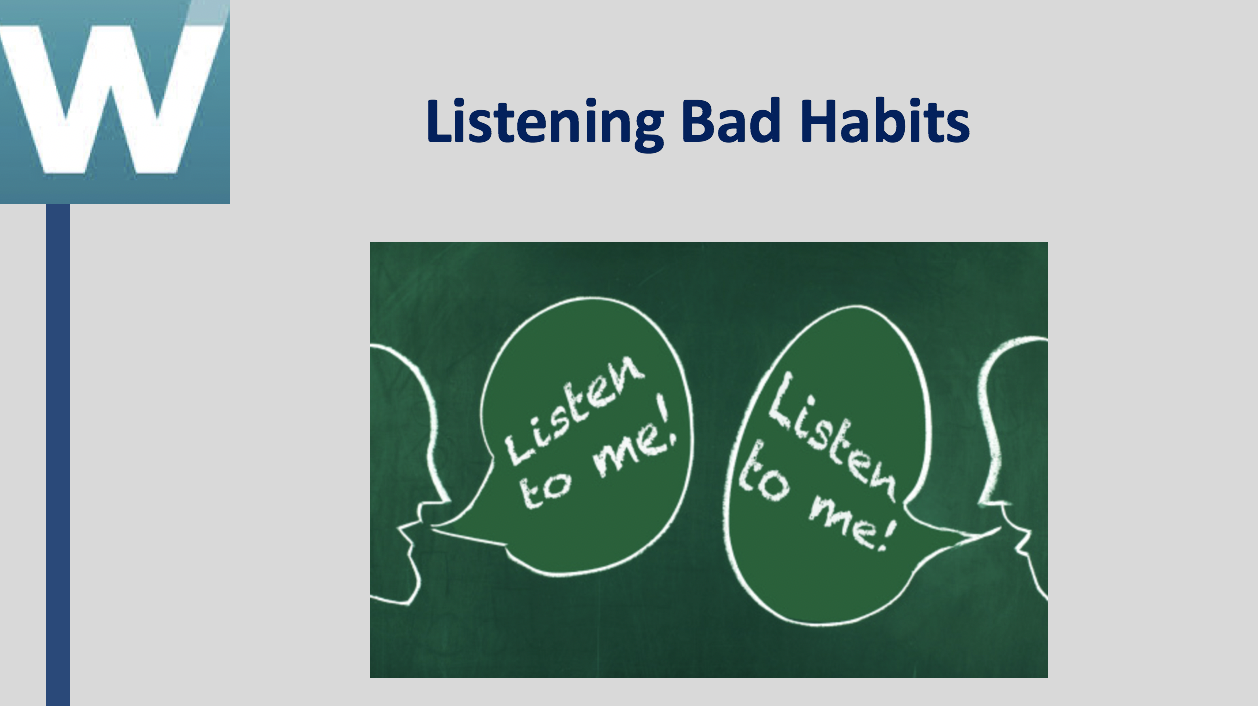 W
Listening Bad Habits
Listen
to me!
Listen
to me!